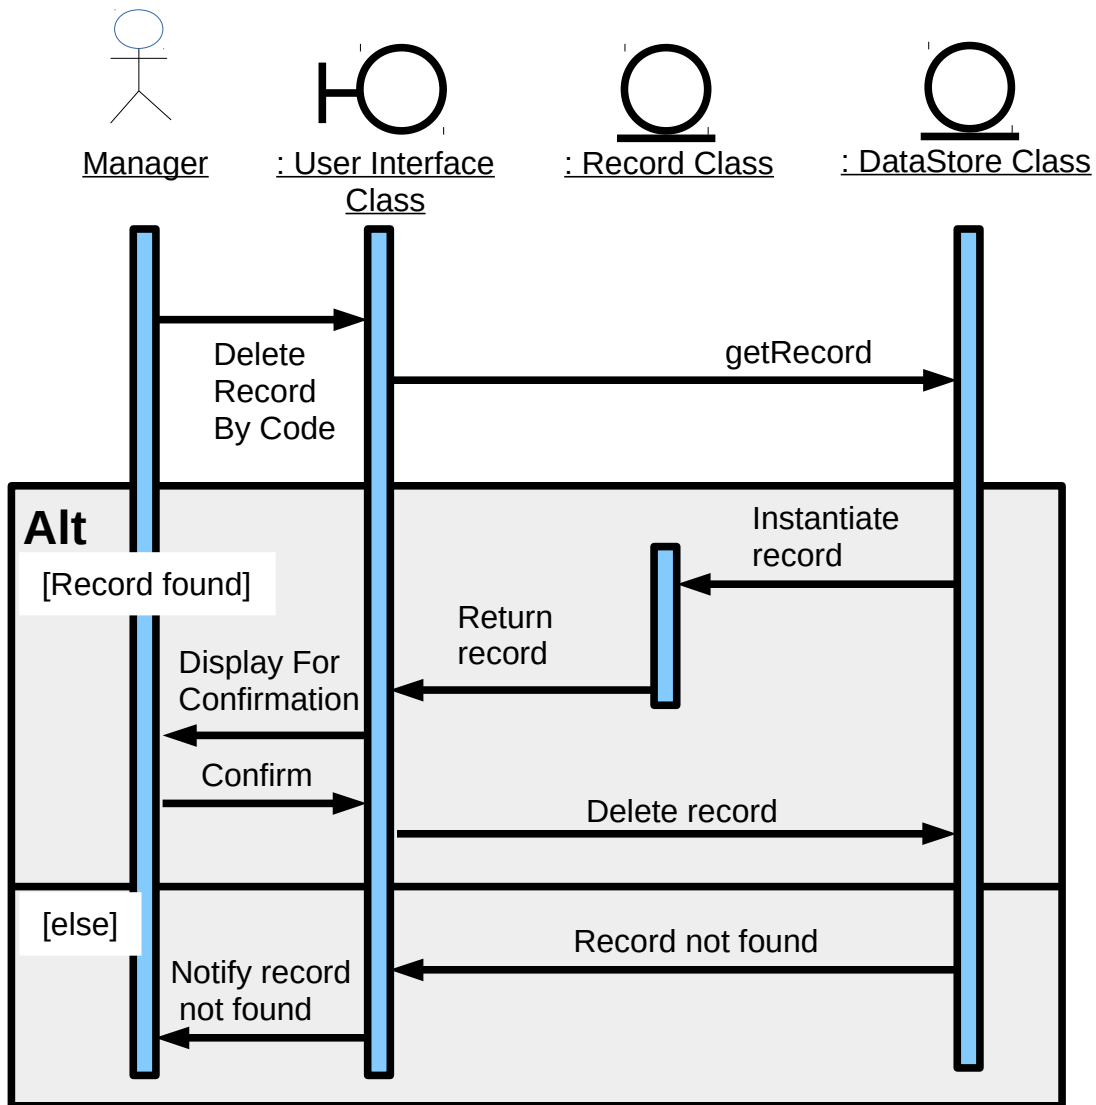 Manager
: User Interface
Class
: Record Class
: DataStore Class
Delete
Record
By Code
getRecord
Alt
[Record found]
Instantiate
record
Return
record
Display For
Confirmation
Confirm
Delete record
[else]
Record not found
Notify record
not found